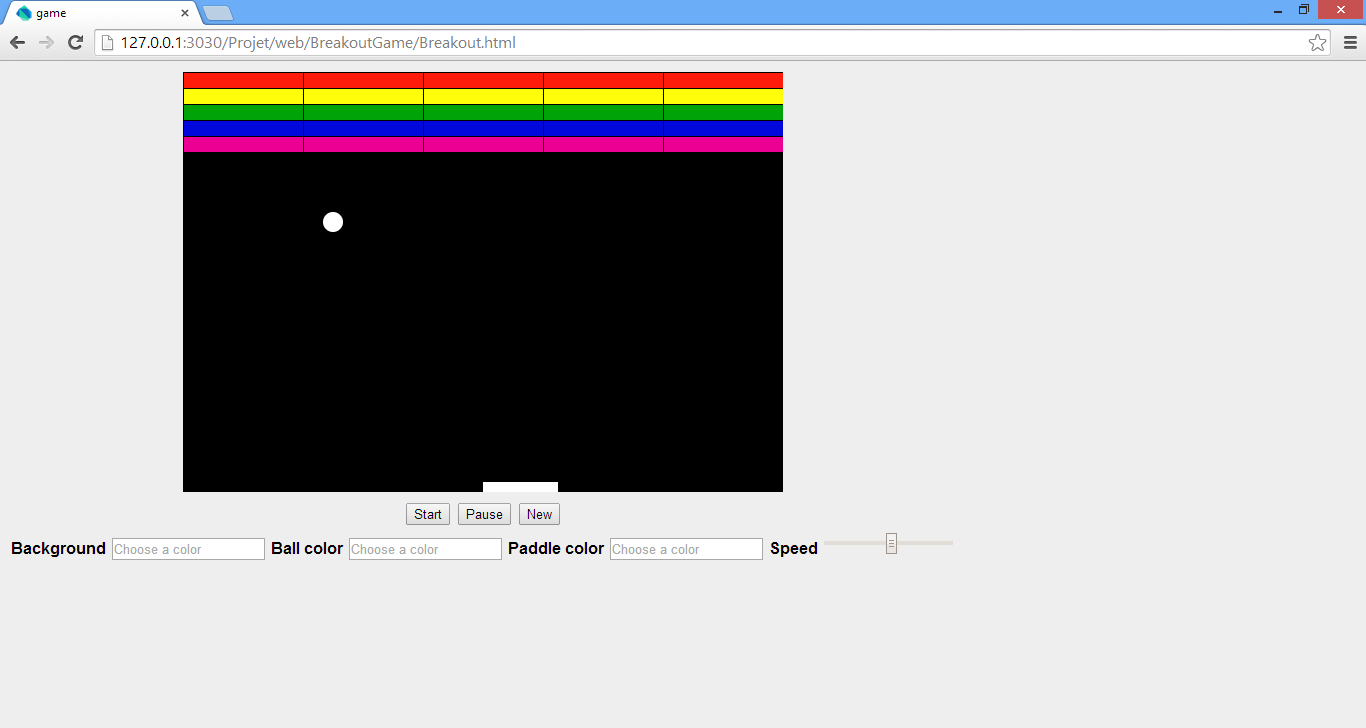 game
127.0.0.1:3030/Projet/web/BreakoutGame/Breakout.html
Start Pause New
Background Choose a color Ball color Choose a color Paddle color Choose a color Speed